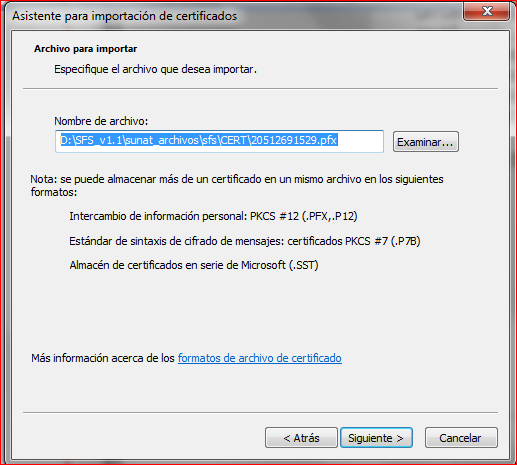 Asistente para importación de certificados
Archivo para importar
Especifique el archivo que desea importar.
Nombre de archivo:
D:\SFS_v1.1\sunat_archivos\sfs\CERT\20512691529.pfx
Examinar...
Nota: se puede almacenar más de un certificado en un mismo archivo en los siguientes
formatos:
Intercambio de información personal: PKCS #12 (.PFX,.P12)
Estándar de sintaxis de cifrado de mensajes: certificados PKCS #7 (.P7B)
Almacén de certificados en serie de Microsoft (.SST)
Más información acerca de los formatos de archivo de certificado
< Atrás
Siguiente >
Cancelar